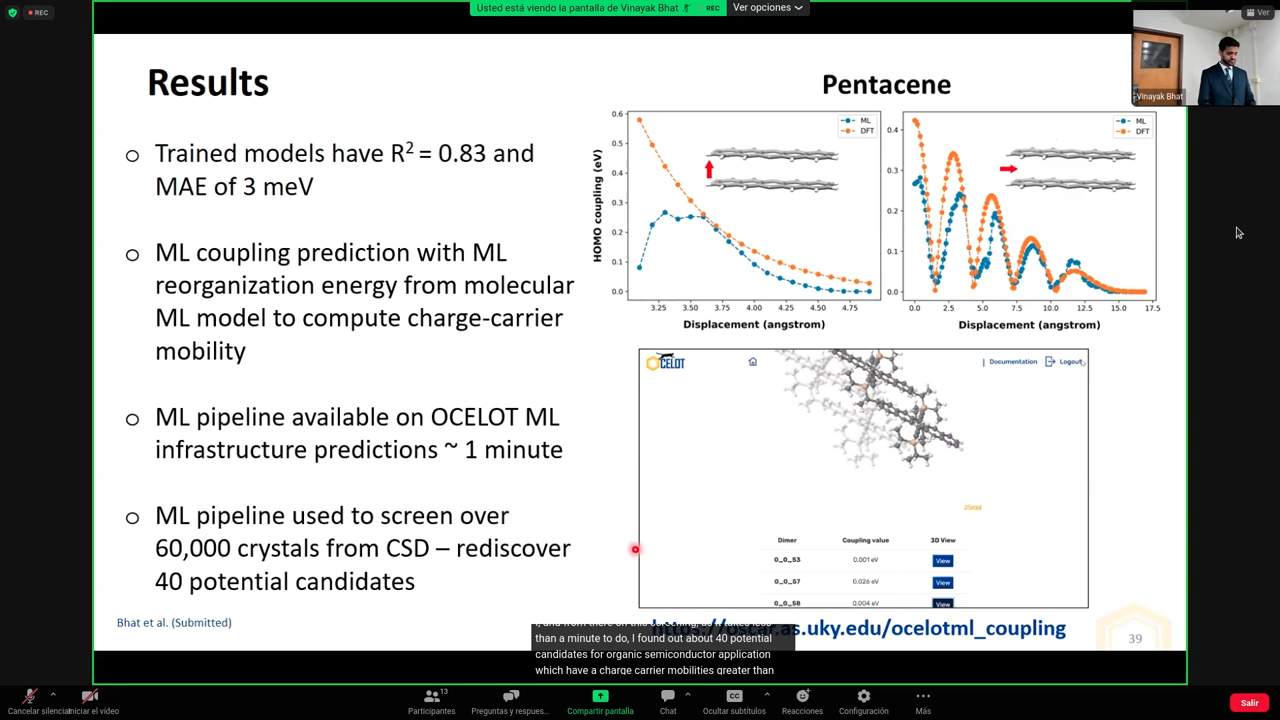 REC
Usted está viendo la pantalla de Vinayak Bhat
REC
Ver opciones
Ver
Vinayak Bhat
Results
Trained models have R² = 0.83 and
MAE of 3 meV
ML coupling prediction with ML
reorganization energy from molecular
ML model to compute charge-carrier
mobility
ML pipeline available on OCELOT ML
infrastructure predictions ~ 1 minute
ML pipeline used to screen over
60,000 crystals from CSD – rediscover
40 potential candidates
Bhat et al. (Submitted)
Pentacene
HOMO coupling (eV)
0.6
0.5
0.4
0.3
0.2
0.1
0.0
ML
DFT
3.25 3.50 3.75 4.00 4.25 4.50 4.75
Displacement (angstrom)
0.4
0.3
0.2
0.1
0.0
ML
DFT
0.0 2.5 5.0 7.5 10.0 12.5 15.0 17.5
Displacement (angstrom)
OCELOT
Documentation
Logout
Dimer Coupling value 3D View
0_0_53 0.001 eV View
0_0_57 0.026 eV View
0_0_58 0.004 eV View
.as.uky.edu/ocelotml_coupling
than a minute to do, I found out about 40 potential
candidates for organic semiconductor application
which have a charge carrier mobilities greater than
39
Cancelar silenciar
Iniciar el vídeo
Participantes
13
Preguntas y respues...
Compartir pantalla
Chat
Ocultar subtítulos
Reacciones
Configuración
Más
Salir